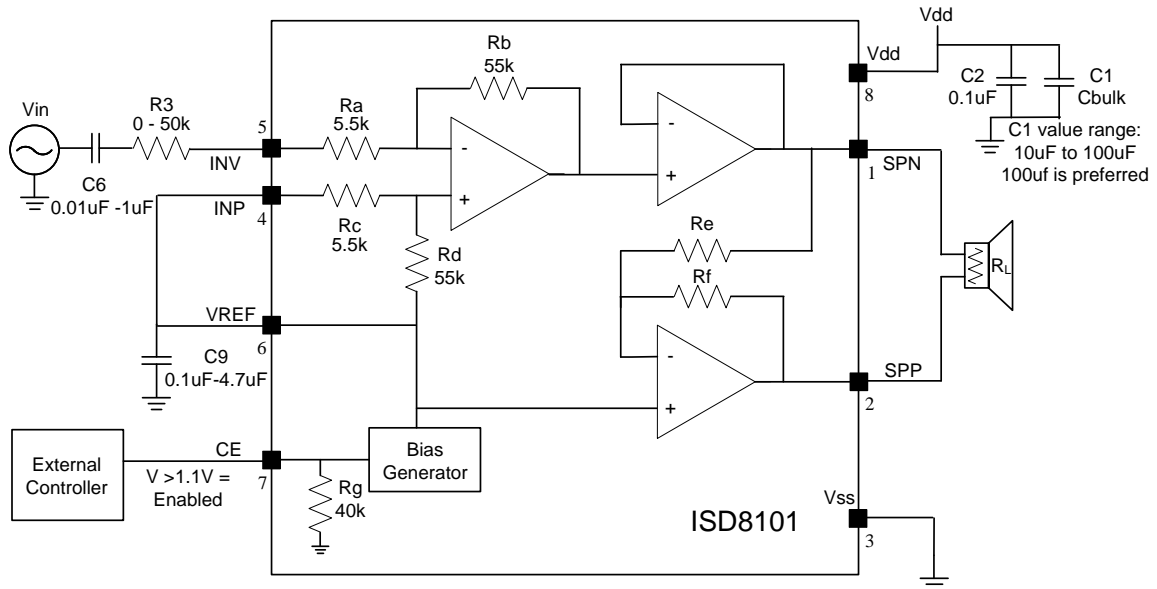 Vdd
Vdd
8
C2
0.1uF
C1
Cbulk
C1 value range:
10uF to 100uF
100uf is preferred
Vin
R3
0 - 50k
C6
0.01uF -1uF
5
INV
INP
4
Ra
5.5k
Rb
55k
Rc
5.5k
Rd
55k
-
+
-
+
1
SPN
Re
Rf
RL
VREF
6
C9
0.1uF-4.7uF
-
+
SPP
2
External
Controller
CE
V >1.1V =
Enabled
7
Bias
Generator
Rg
40k
ISD8101
Vss
3